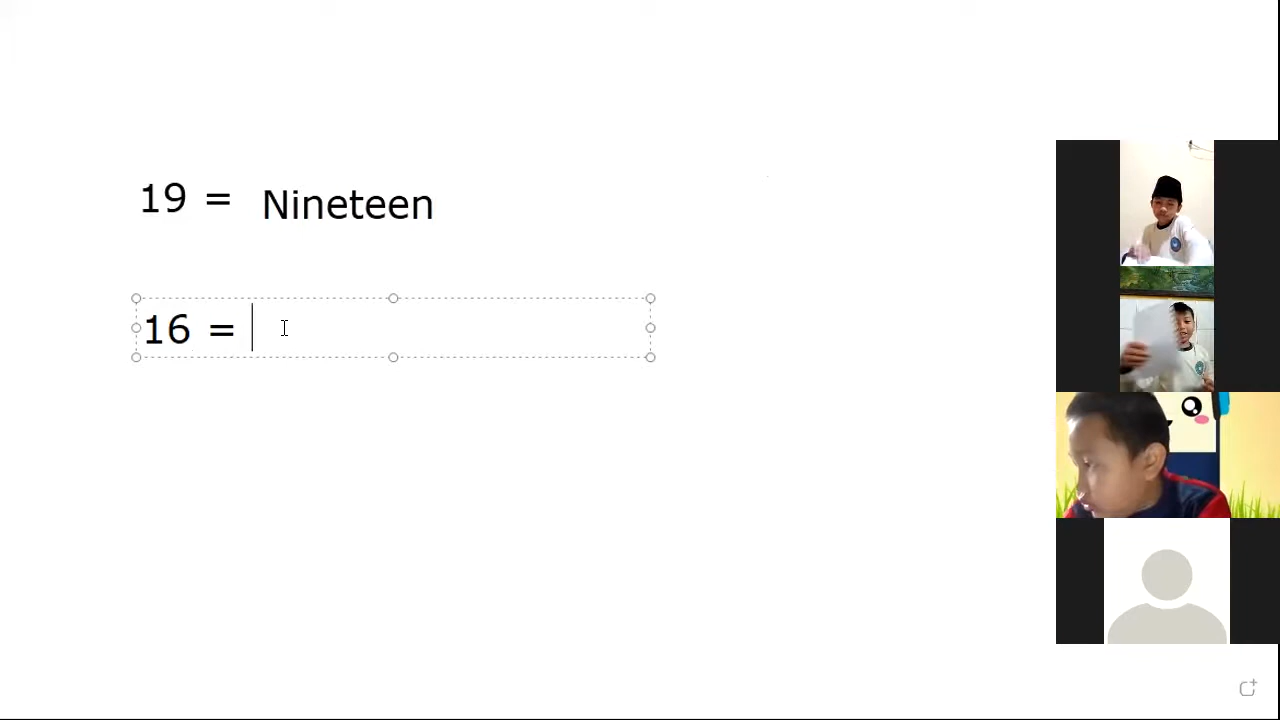 19 = Nineteen
16 =